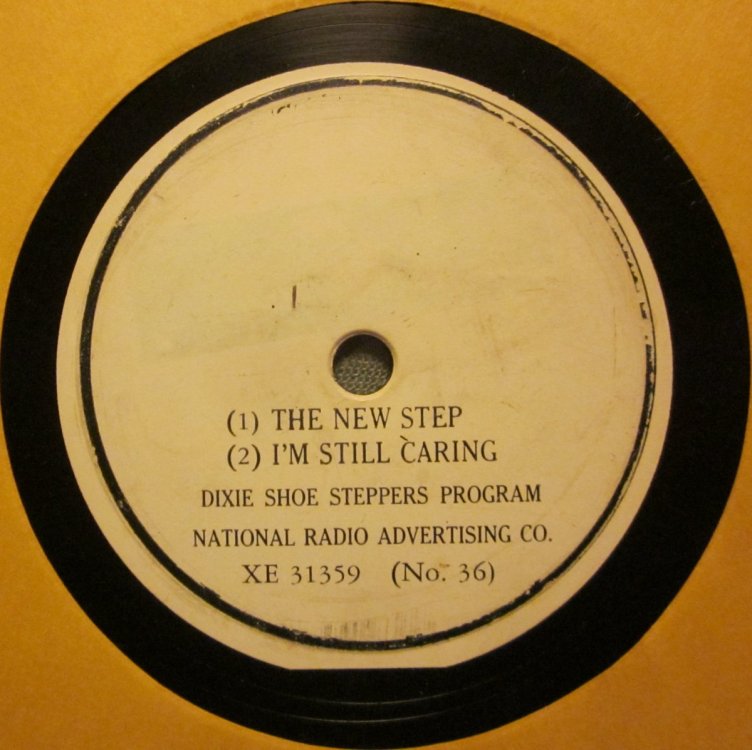 (1) THE NEW STEP
(2) I'M STILL CARING
DIXIE SHOE STEPPERS PROGRAM
NATIONAL RADIO ADVERTISING CO.
XE 31359 (No. 36)